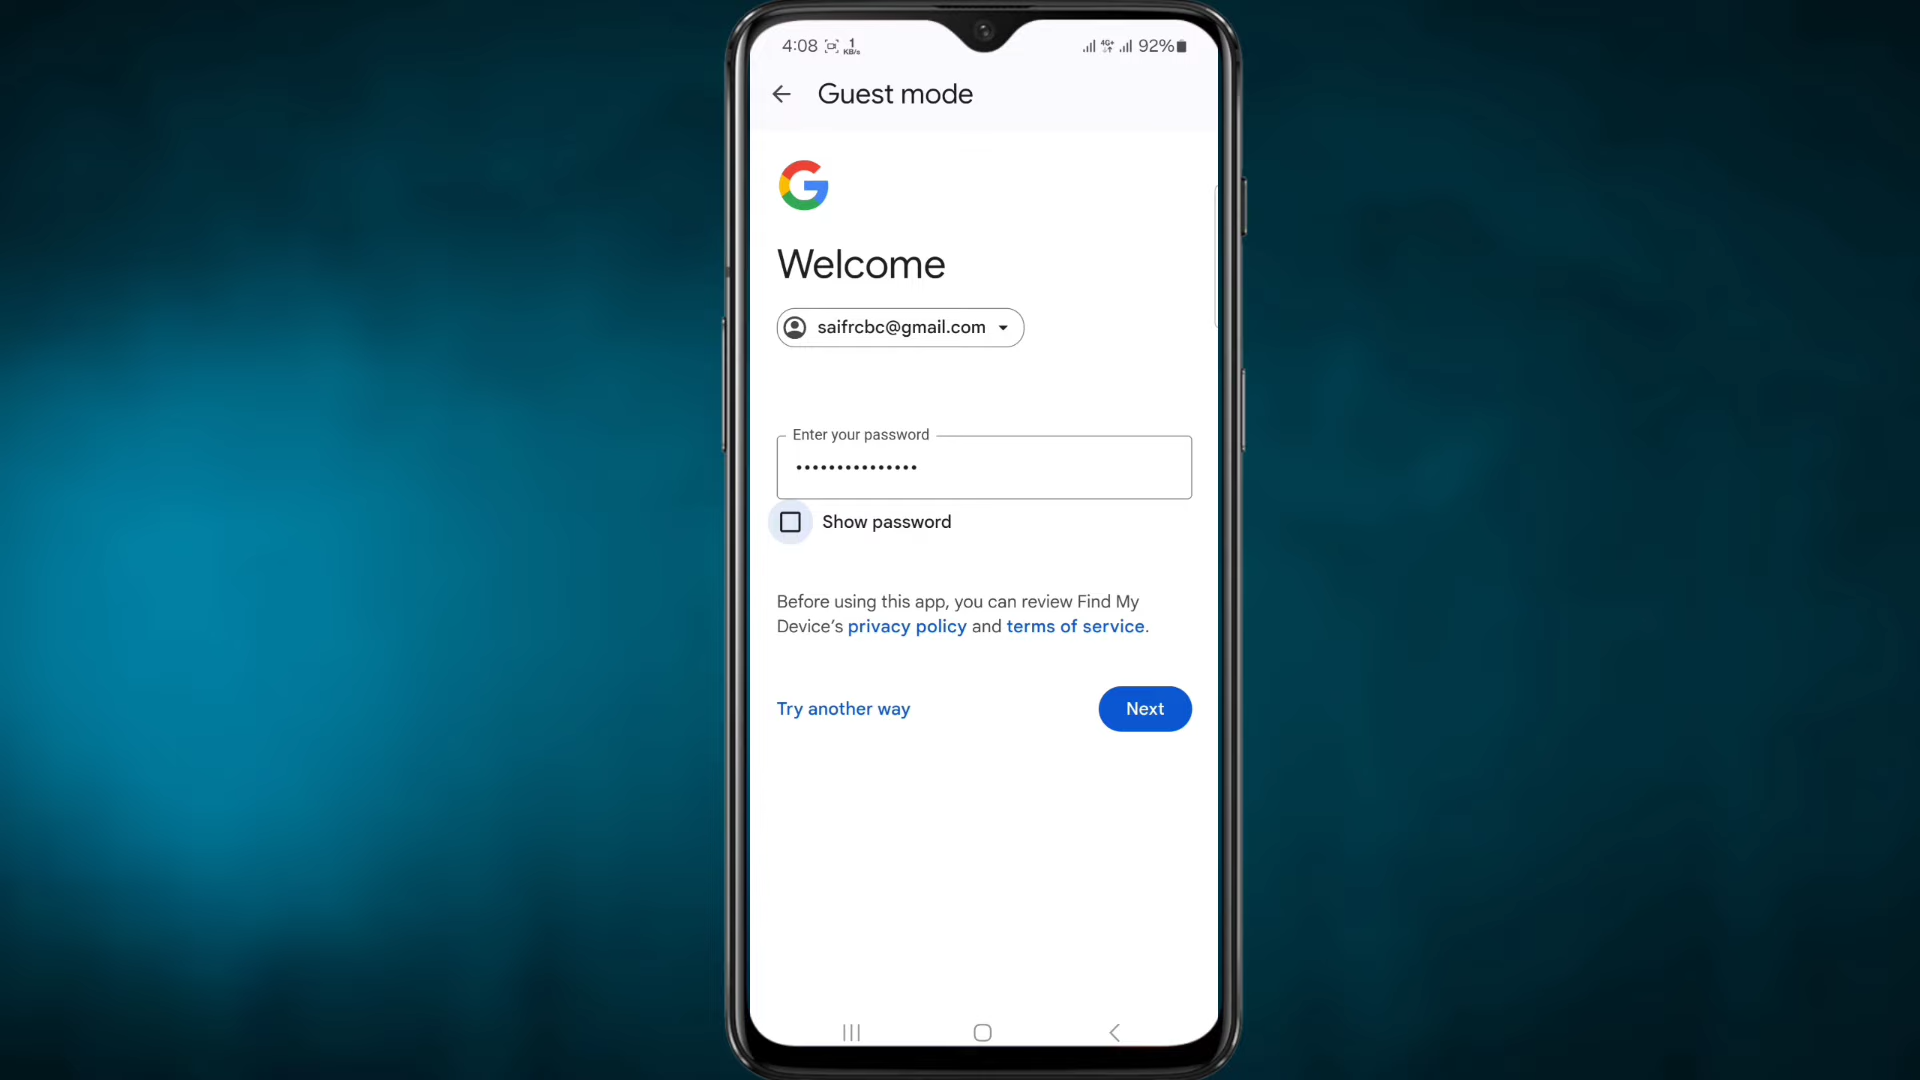 4:08 1 KB/s 4G+ 92%
Guest mode
Welcome
saifrcbc@gmail.com
Enter your password
•••••••••••••••
Show password
Before using this app, you can review Find My
Device’s privacy policy and terms of service.
Try another way
Next